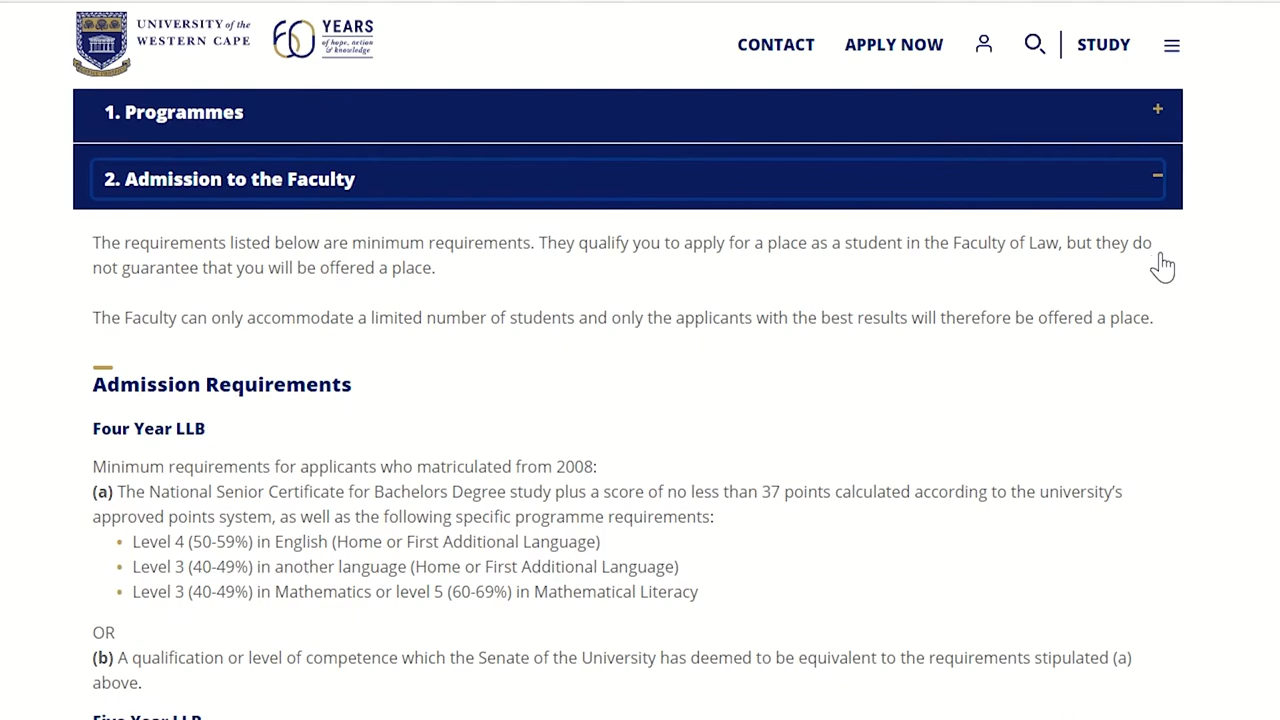 UNIVERSITY of the
WESTERN CAPE
60 YEARS
of hope, action
& knowledge
CONTACT
APPLY NOW
STUDY
1. Programmes
+
2. Admission to the Faculty
−
The requirements listed below are minimum requirements. They qualify you to apply for a place as a student in the Faculty of Law, but they do
not guarantee that you will be offered a place.
The Faculty can only accommodate a limited number of students and only the applicants with the best results will therefore be offered a place.
Admission Requirements
Four Year LLB
Minimum requirements for applicants who matriculated from 2008:
(a) The National Senior Certificate for Bachelors Degree study plus a score of no less than 37 points calculated according to the university’s
approved points system, as well as the following specific programme requirements:
• Level 4 (50-59%) in English (Home or First Additional Language)
• Level 3 (40-49%) in another language (Home or First Additional Language)
• Level 3 (40-49%) in Mathematics or level 5 (60-69%) in Mathematical Literacy
OR
(b) A qualification or level of competence which the Senate of the University has deemed to be equivalent to the requirements stipulated (a)
above.
Five Year LLB